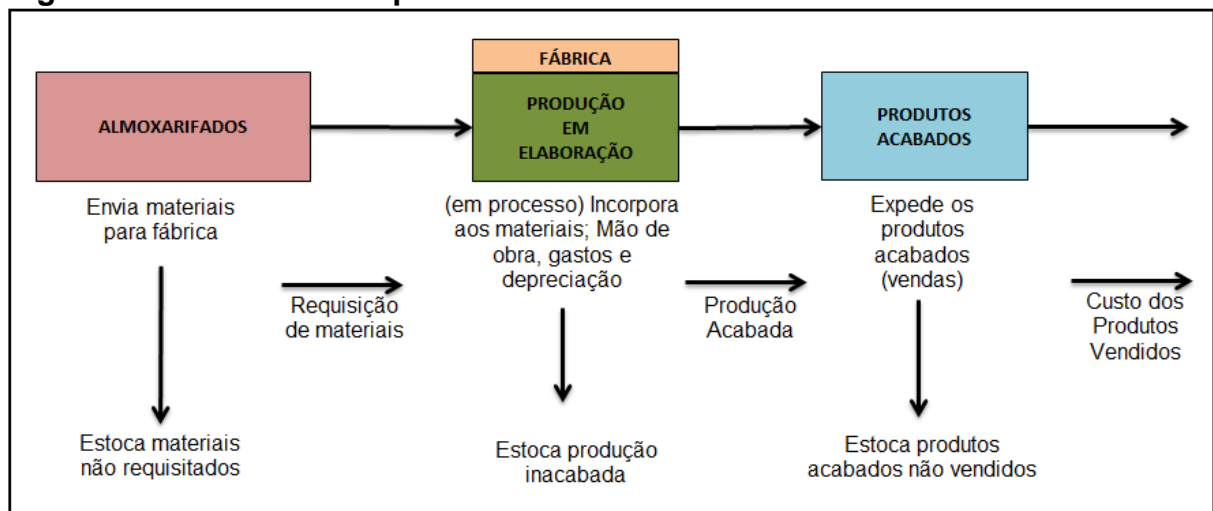 ALMOXARIFADOS
Envia materiais
para fábrica
Estoca materiais
não requisitados
Requisição
de materiais
FÁBRICA
PRODUÇÃO
EM
ELABORAÇÃO
(em processo) Incorpora
aos materiais; Mão de
obra, gastos e
depreciação
Estoca produção
inacabada
Produção
Acabada
PRODUTOS
ACABADOS
Expede os
produtos
acabados
(vendas)
Estoca produtos
acabados não vendidos
Custo dos
Produtos
Vendidos